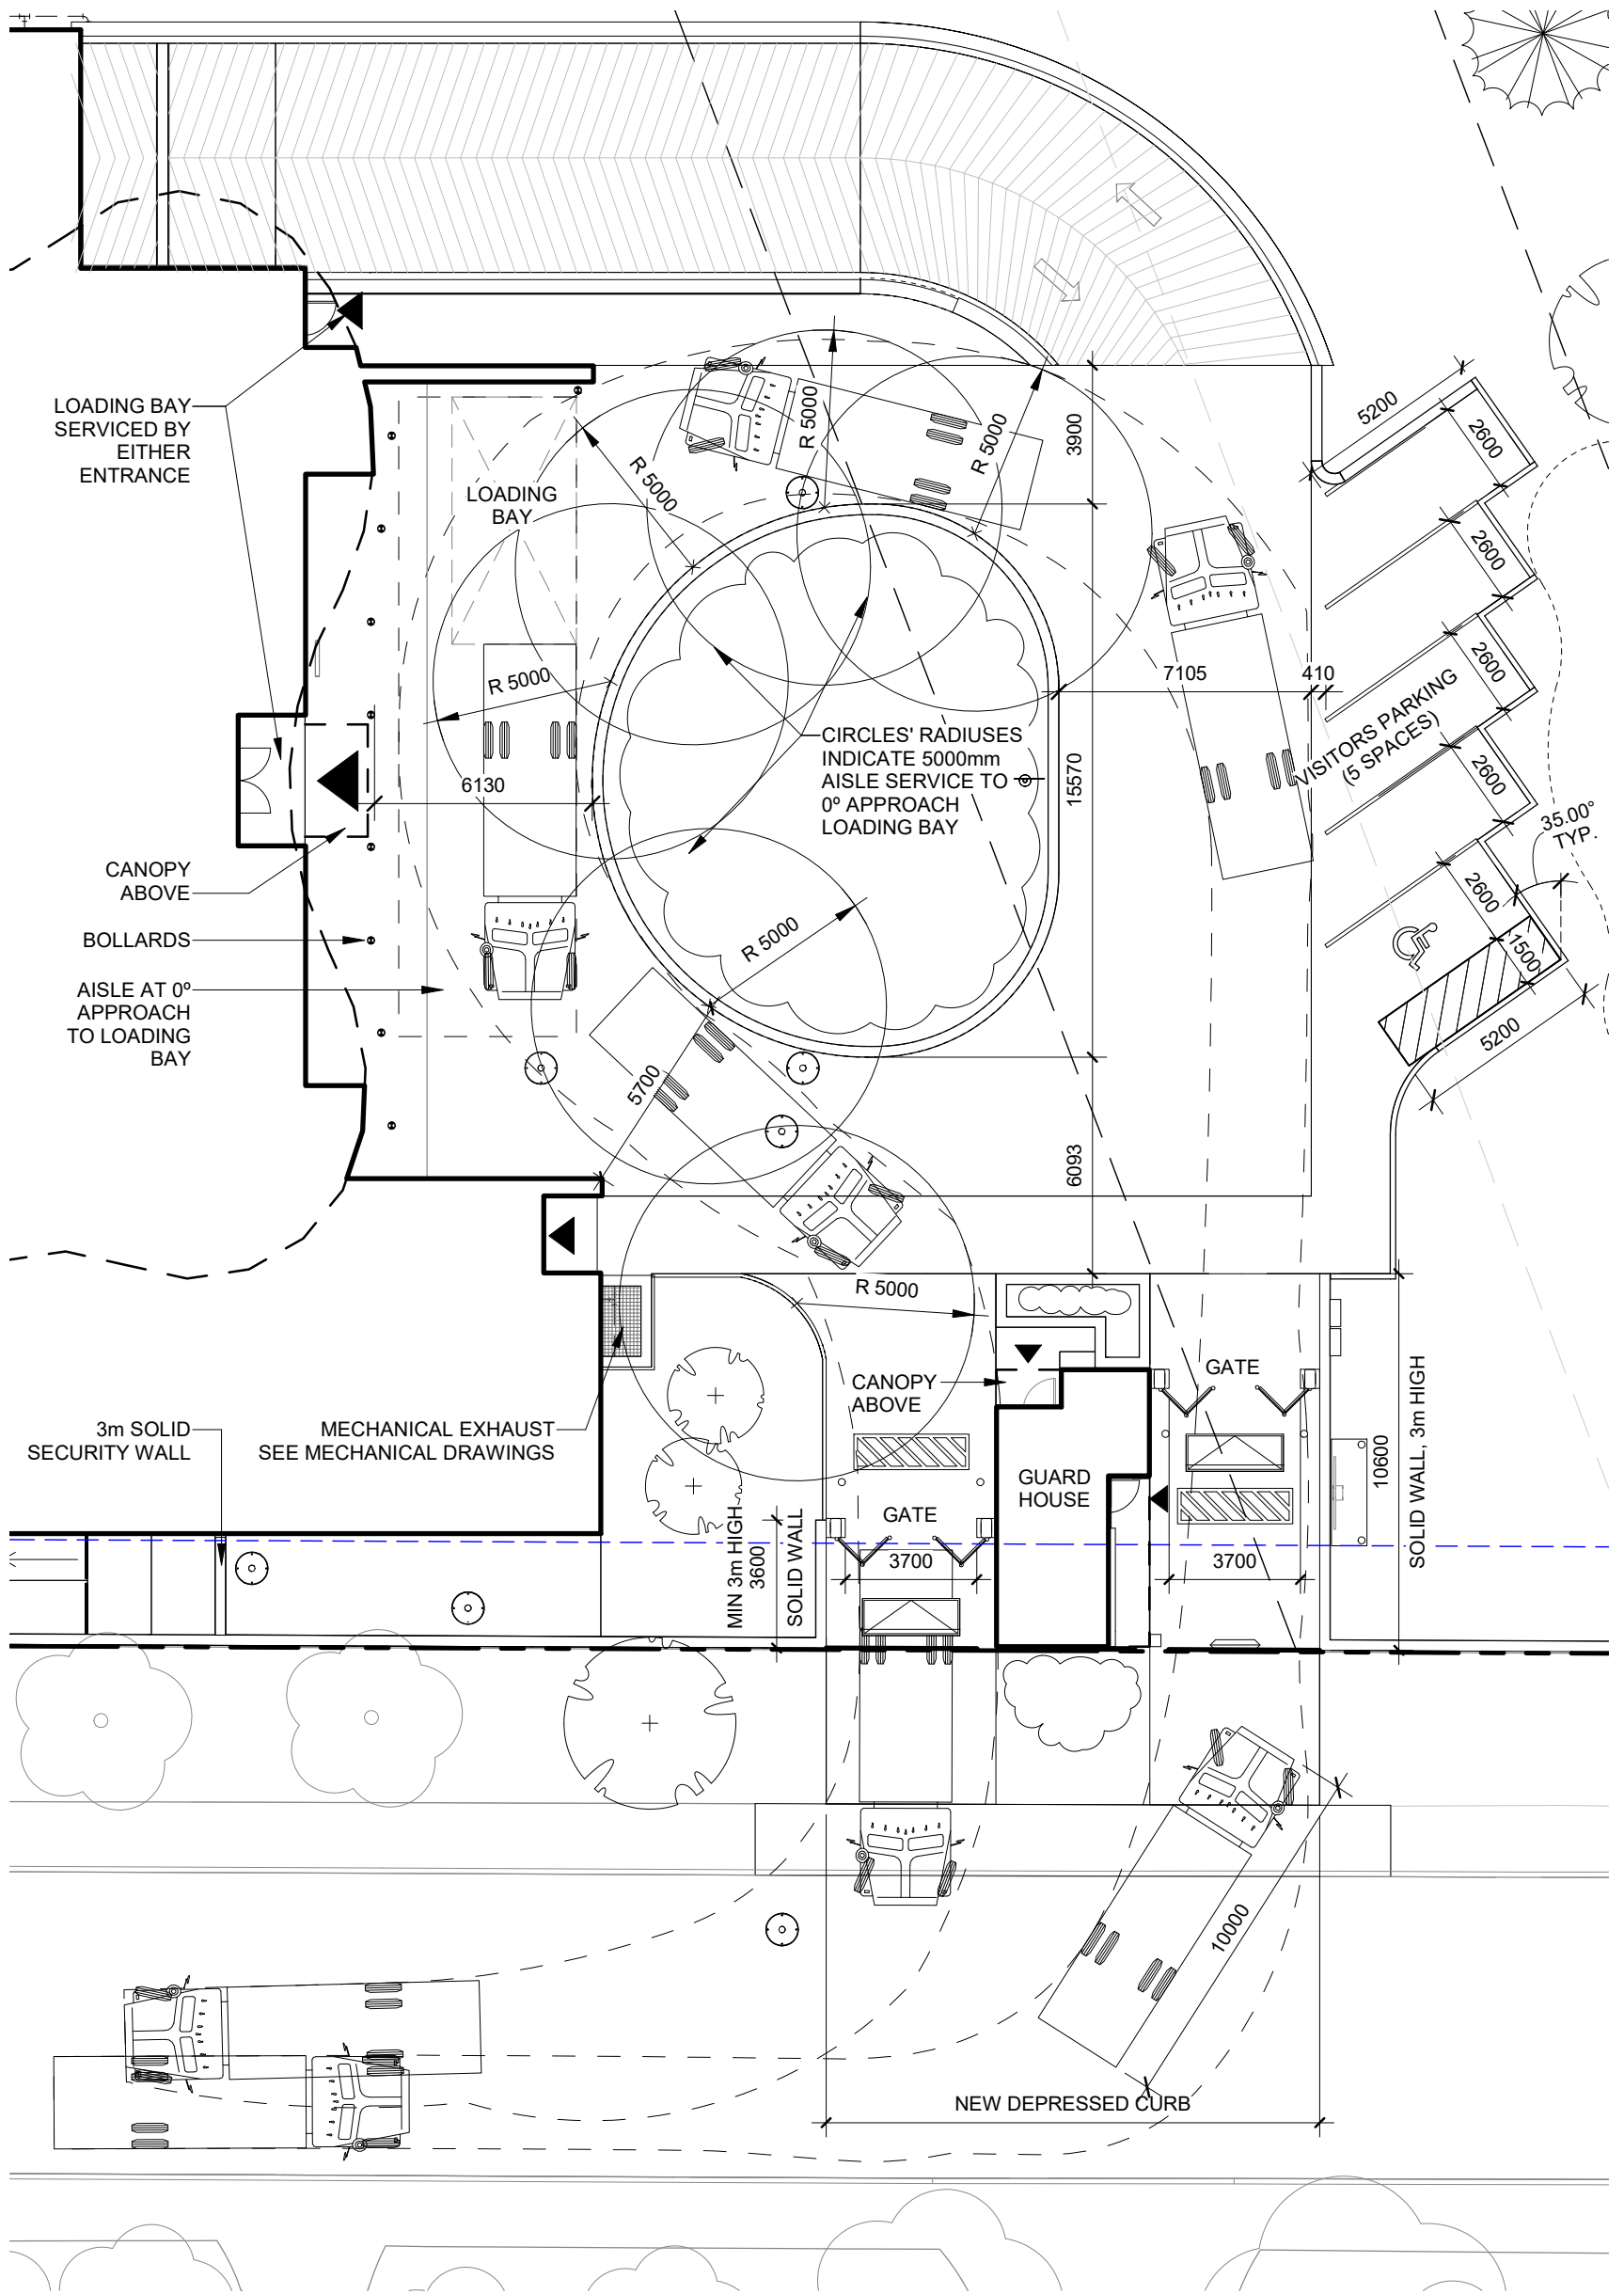 5200
2600
LOADING BAY
SERVICED BY
EITHER
ENTRANCE
R 5000
R 5000
3900
R 5000
LOADING
BAY
2600
R 5000
7105
410
2600
VISITORS PARKING
(5 SPACES)
CIRCLES' RADIUSES
INDICATE 5000mm
AISLE SERVICE TO
0º APPROACH
LOADING BAY
15570
6130
2600
35.00°
TYP.
CANOPY
ABOVE
2600
1500
BOLLARDS
R 5000
AISLE AT 0º
APPROACH
TO LOADING
BAY
5200
5700
6093
R 5000
GATE
CANOPY
ABOVE
3m SOLID
SECURITY WALL
MECHANICAL EXHAUST
SEE MECHANICAL DRAWINGS
GUARD
HOUSE
10600
SOLID WALL, 3m HIGH
GATE
MIN 3m HIGH
3600
SOLID WALL
3700
3700
10000
NEW DEPRESSED CURB